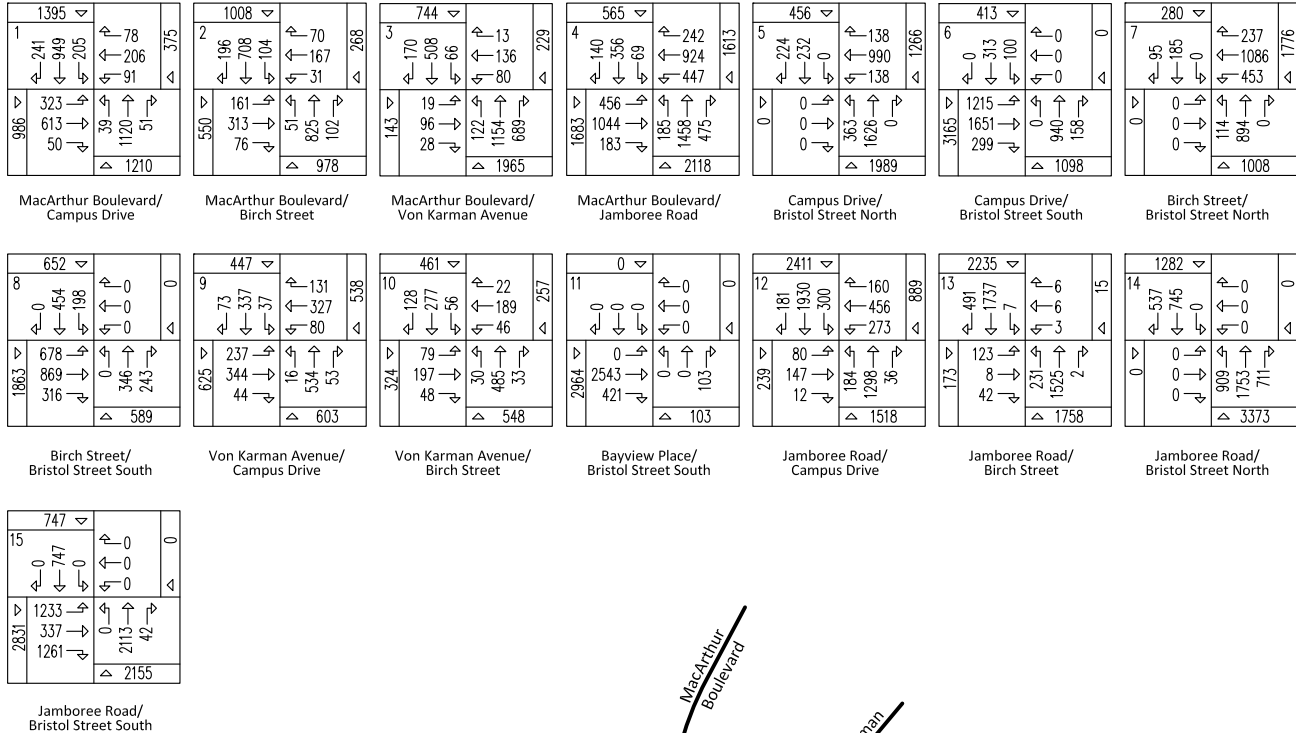 1395
1
241 949 205
78
206
91
375
986
323
613
50
39 1120 51
1210
MacArthur Boulevard/
Campus Drive
1008
2
196 708 104
70
167
31
268
550
161
313
76
51 825 102
978
MacArthur Boulevard/
Birch Street
744
3
170 508 66
13
136
80
229
143
19
96
28
122 1154 689
1965
MacArthur Boulevard/
Von Karman Avenue
565
4
140 356 69
242
924
447
1613
1683
456
1044
183
185 1458 475
2118
MacArthur Boulevard/
Jamboree Road
456
5
224 232 0
138
990
138
1266
0
0
0
0
363 1626 0
1989
Campus Drive/
Bristol Street North
413
6
0 313 100
0
0
0
0
3165
1215
1651
299
0 940 158
1098
Campus Drive/
Bristol Street South
280
7
95 185 0
237
1086
453
1776
0
0
0
0
114 894 0
1008
Birch Street/
Bristol Street North
652
8
0 454 198
0
0
0
0
1863
678
869
316
0 346 243
589
Birch Street/
Bristol Street South
447
9
73 337 37
131
327
80
538
625
237
344
44
16 534 53
603
Von Karman Avenue/
Campus Drive
461
10
128 277 56
22
189
46
257
324
79
197
48
30 485 33
548
Von Karman Avenue/
Birch Street
0
11
0 0 0
0
0
0
0
2964
0
2543
421
0 0 103
103
Bayview Place/
Bristol Street South
2411
12
181 1930 300
160
456
273
889
239
80
147
12
184 1298 36
1518
Jamboree Road/
Campus Drive
2235
13
491 1737 7
6
6
3
15
173
123
8
42
231 1525 2
1758
Jamboree Road/
Birch Street
1282
14
537 745 0
0
0
0
0
0
0
0
0
909 1753 711
3373
Jamboree Road/
Bristol Street North
747
15
0 747 0
0
0
0
0
2831
1233
337
1261
0 2113 42
2155
Jamboree Road/
Bristol Street South
MacArthur
Boulevard
man